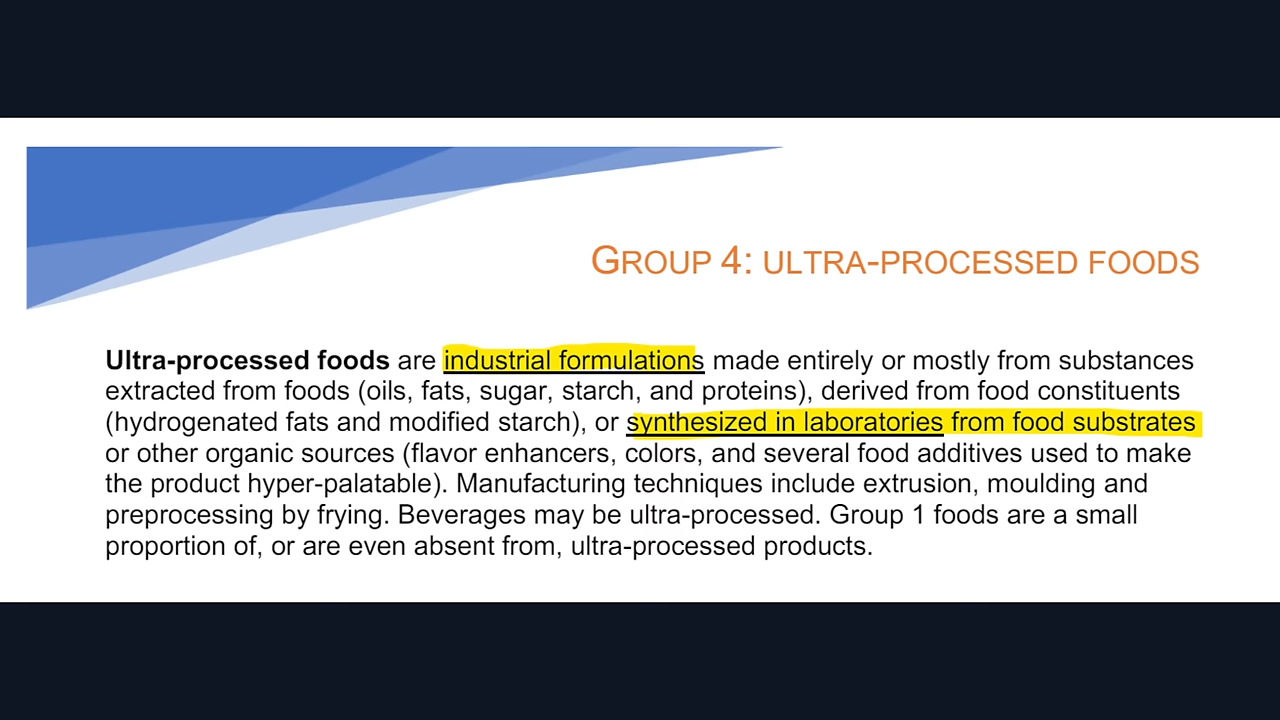 GROUP 4: ULTRA-PROCESSED FOODS
Ultra-processed foods are industrial formulations made entirely or mostly from substances
extracted from foods (oils, fats, sugar, starch, and proteins), derived from food constituents
(hydrogenated fats and modified starch), or synthesized in laboratories from food substrates
or other organic sources (flavor enhancers, colors, and several food additives used to make
the product hyper-palatable). Manufacturing techniques include extrusion, moulding and
preprocessing by frying. Beverages may be ultra-processed. Group 1 foods are a small
proportion of, or are even absent from, ultra-processed products.